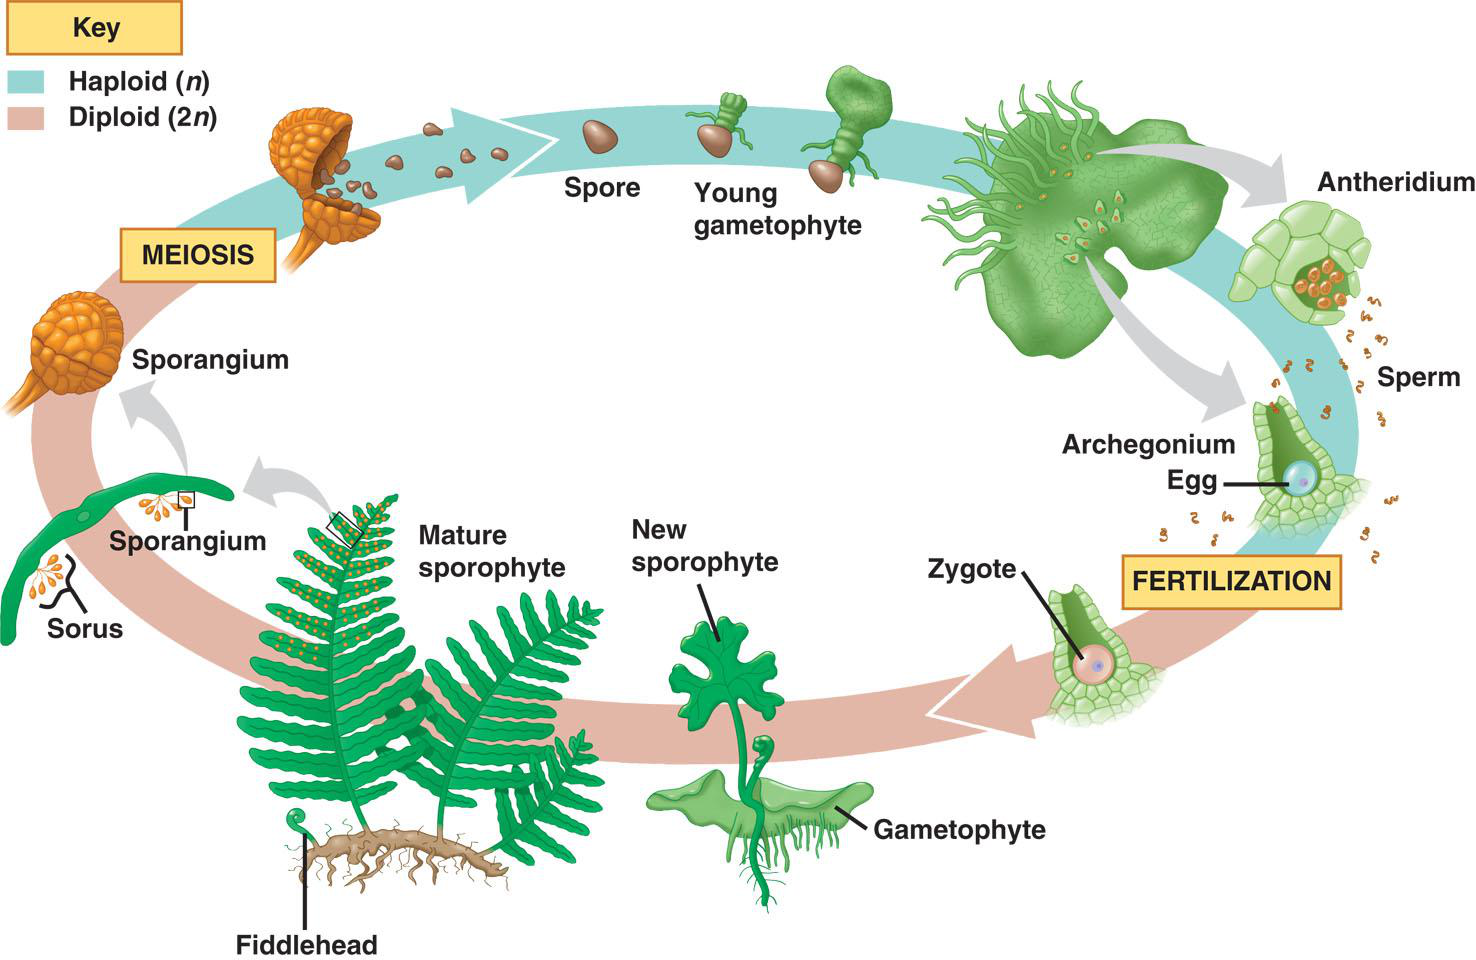 Key
Haploid (n)
Diploid (2n)
MEIOSIS
Spore
Young
gametophyte
Antheridium
Sperm
Archegonium
Egg
FERTILIZATION
Zygote
New
sporophyte
Gametophyte
Mature
sporophyte
Fiddlehead
Sorus
Sporangium
Sporangium